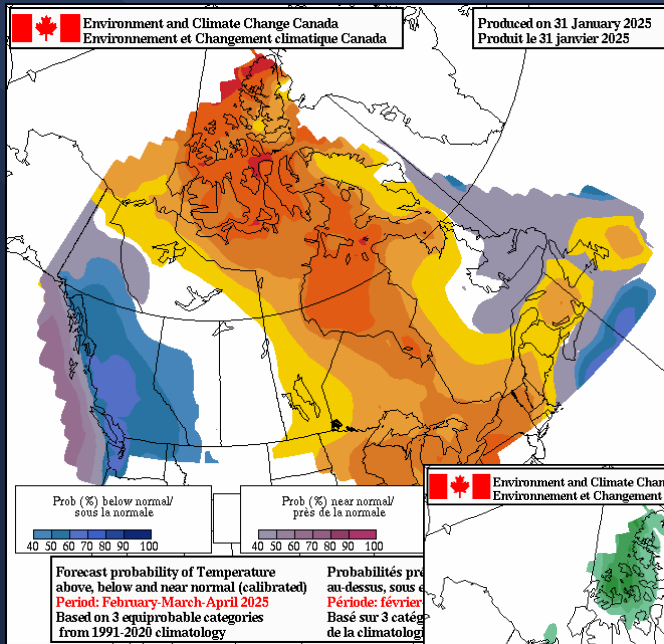 Environment and Climate Change Canada
Environnement et Changement climatique Canada
Produced on 31 January 2025
Produit le 31 janvier 2025
Prob (%) below normal/
sous la normale
40 50 60 70 80 90 100
Prob (%) near normal/
près de la normale
40 50 60 70 80 90 100
Forecast probability of Temperature
above, below and near normal (calibrated)
Period: February-March-April 2025
Based on 3 equiprobable categories
from 1991-2020 climatology
Probabilités pré
au-dessus, sous e
Période: février-
Basé sur 3 catég
de la climatolog
Environment and Climate Chan
Environnement et Changement